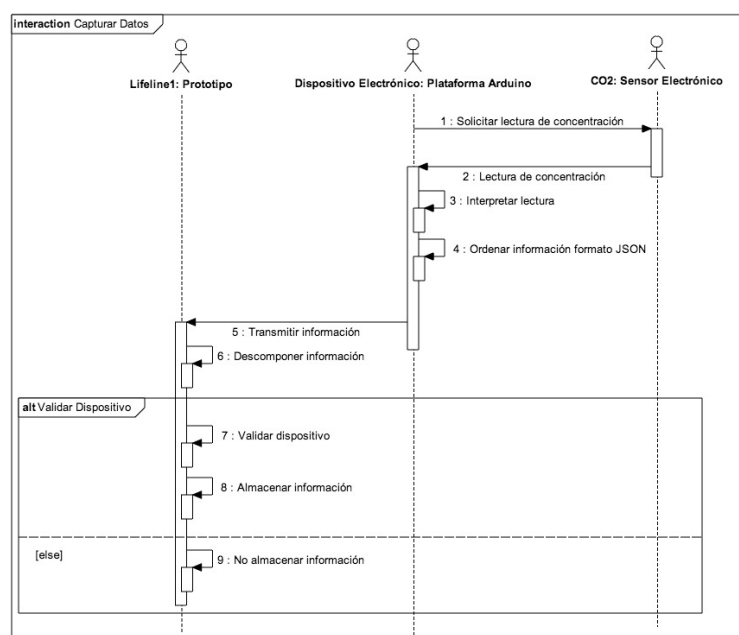 interaction Capturar Datos
Lifeline1: Prototipo
Dispositivo Electrónico: Plataforma Arduino
CO2: Sensor Electrónico
1 : Solicitar lectura de concentración
2 : Lectura de concentración
3 : Interpretar lectura
4 : Ordenar información formato JSON
5 : Transmitir información
6 : Descomponer información
alt Validar Dispositivo
7 : Validar dispositivo
8 : Almacenar información
[else]
9 : No almacenar información